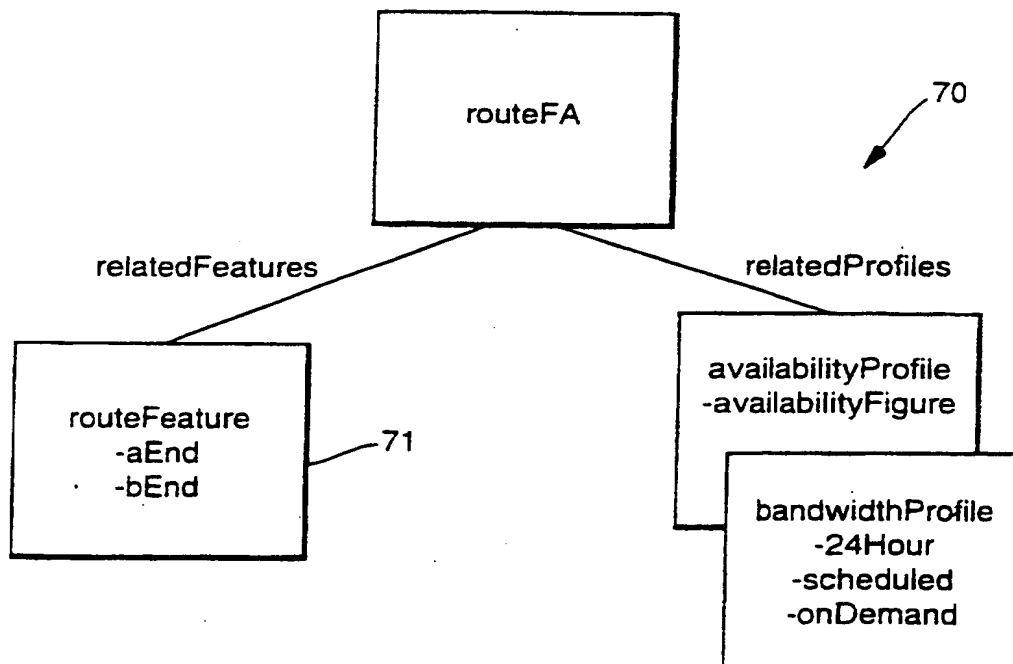 routeFA
70
relatedFeatures
relatedProfiles
routeFeature
-aEnd
-bEnd
71
availabilityProfile
-availabilityFigure
bandwidthProfile
-24Hour
-scheduled
-onDemand